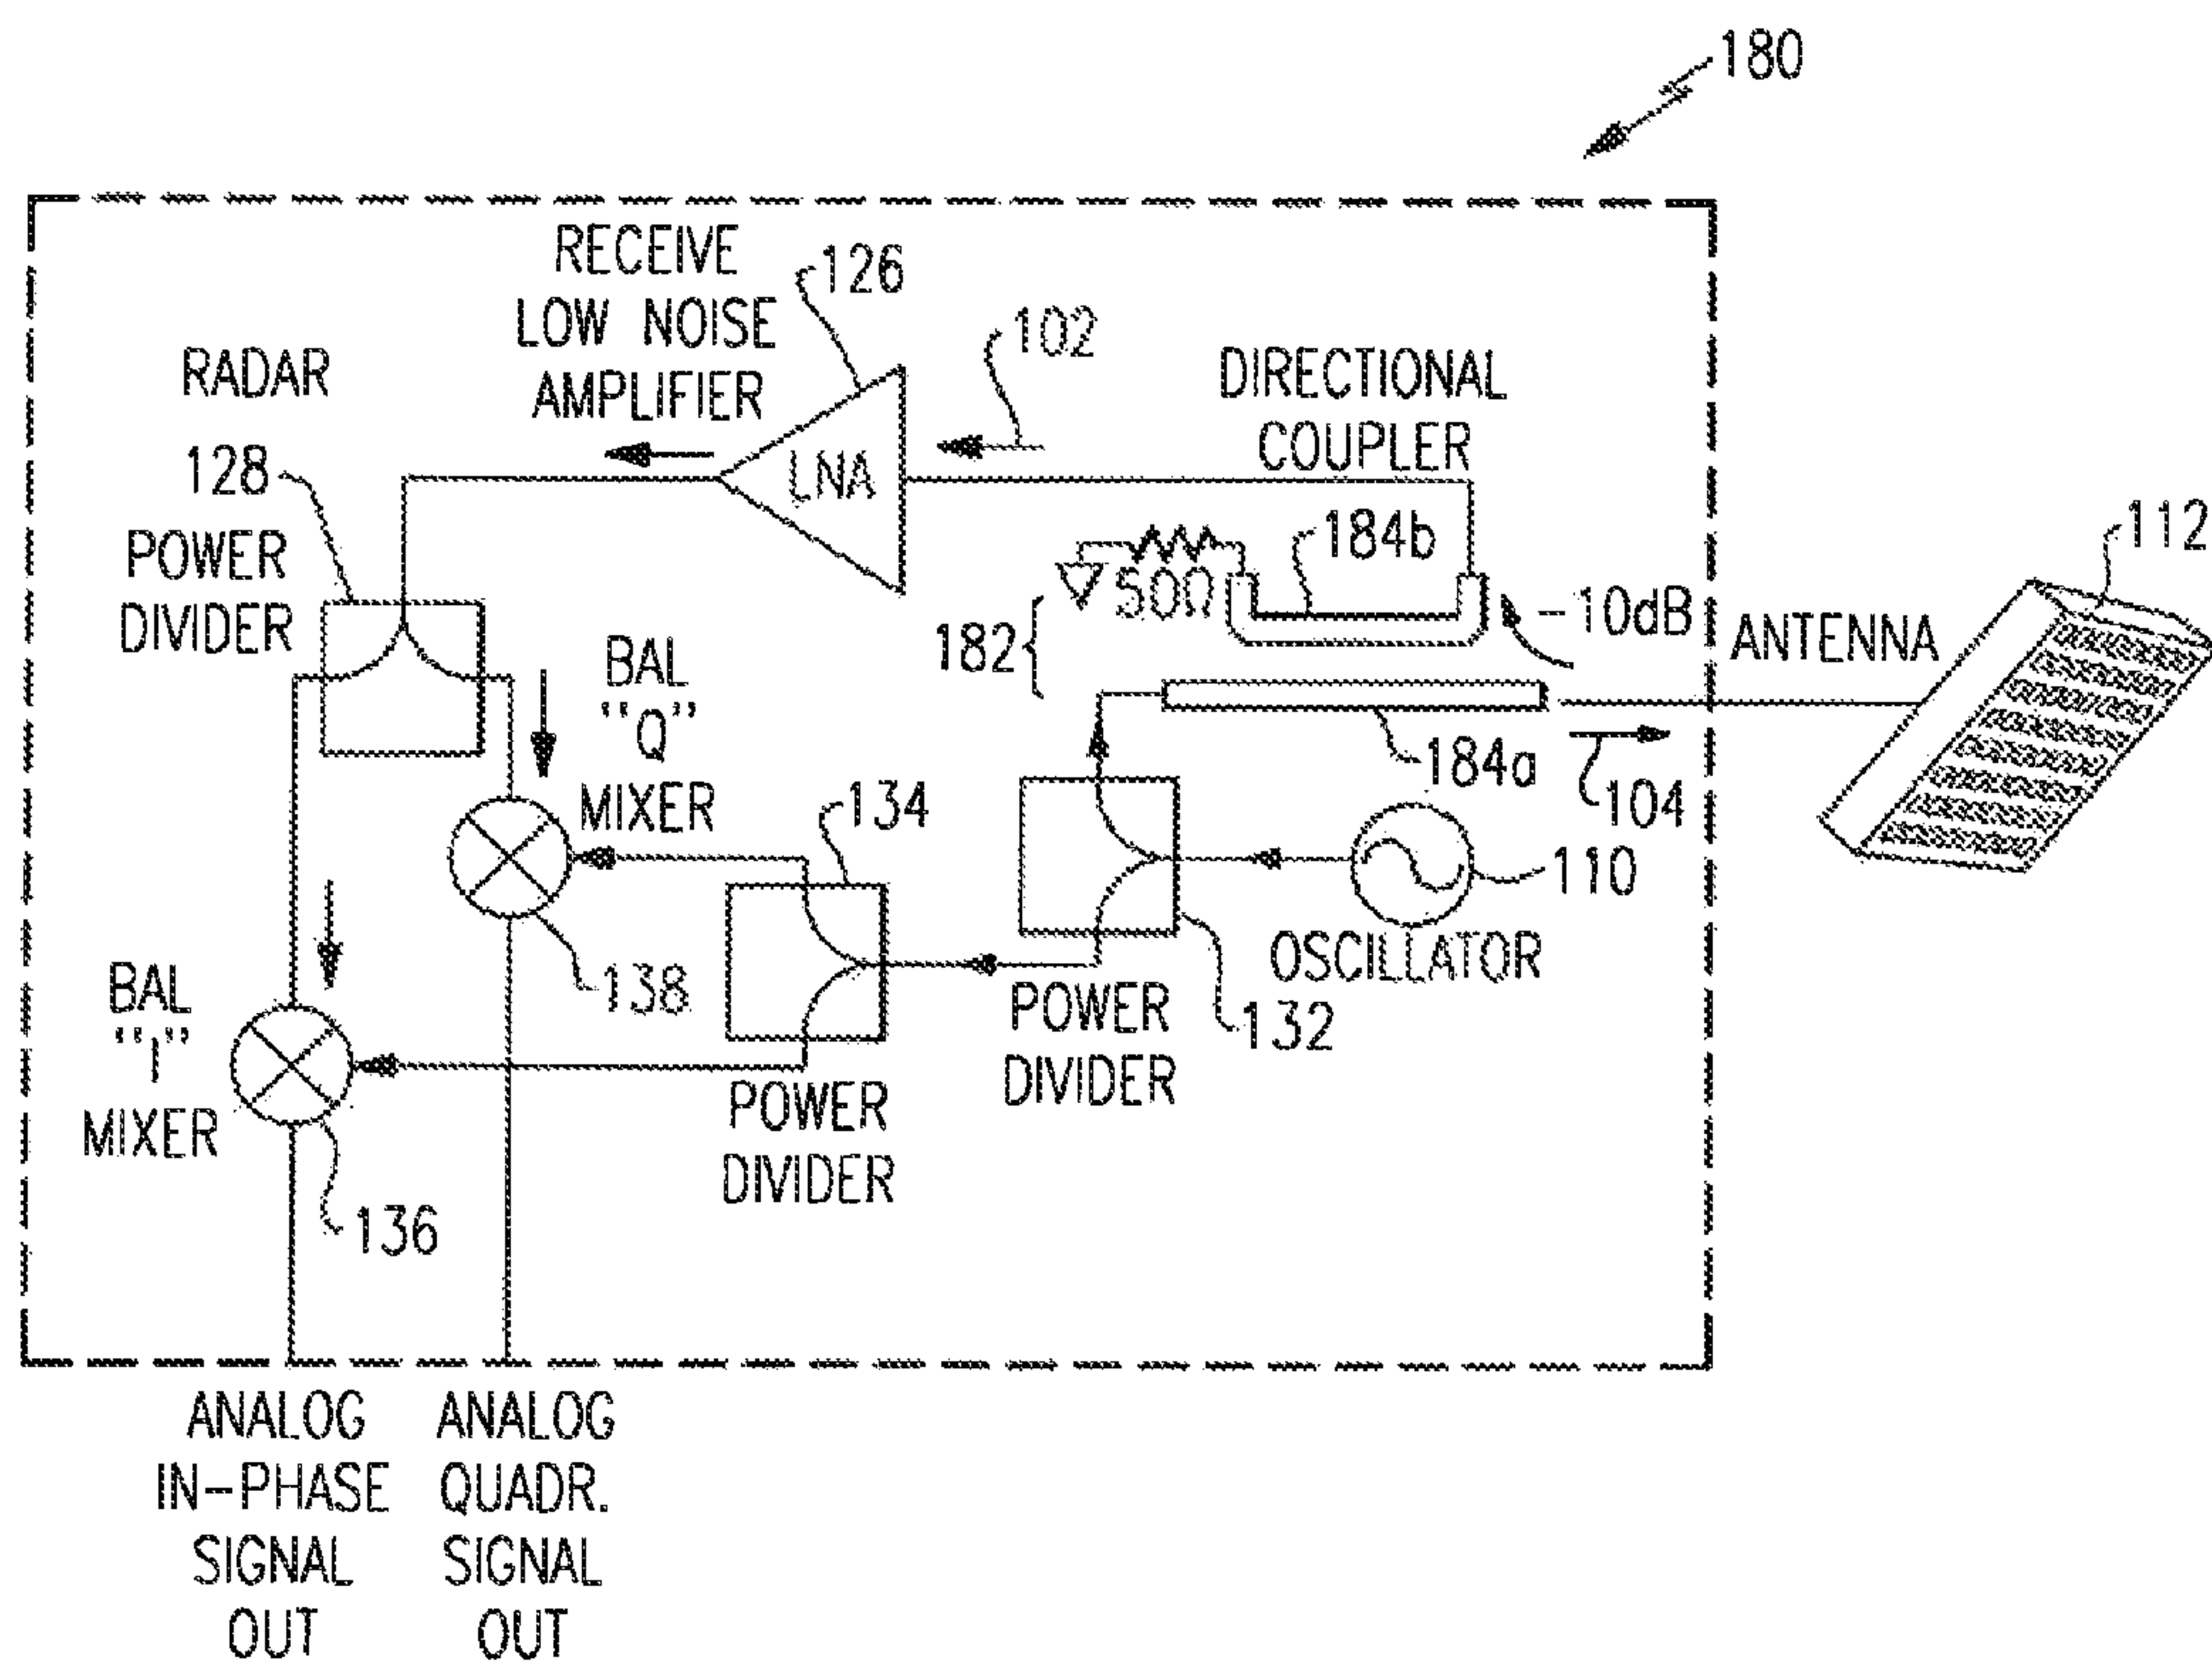 180
RECEIVE
LOW NOISE
AMPLIFIER
126
102
RADAR
DIRECTIONAL
COUPLER
128
LNA
POWER
DIVIDER
50Ω
184b
-10dB
182
ANTENNA
112
BAL
"Q"
MIXER
184a
104
134
110
138
OSCILLATOR
BAL
"I"
MIXER
POWER
DIVIDER
132
POWER
DIVIDER
136
ANALOG
IN-PHASE
SIGNAL
OUT
ANALOG
QUADR.
SIGNAL
OUT